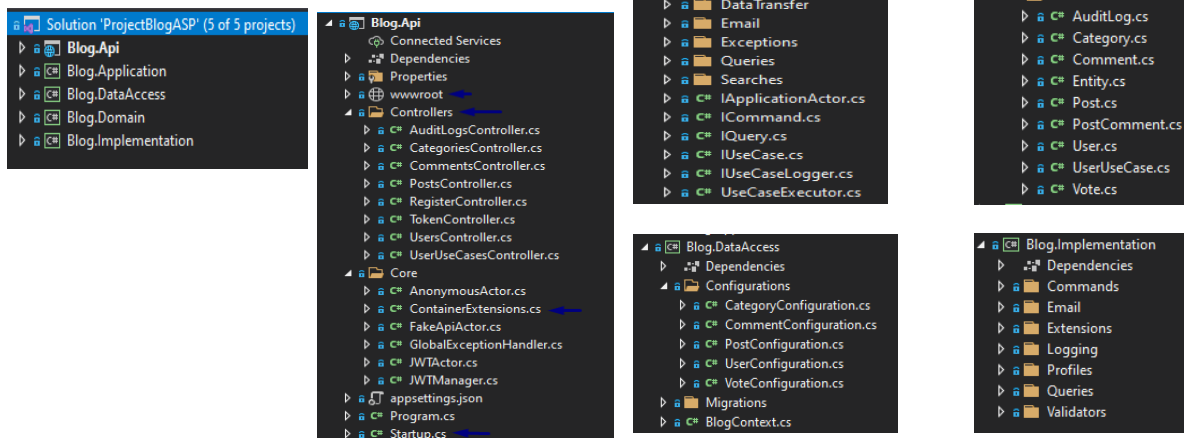 Solution 'ProjectBlogASP' (5 of 5 projects)
Blog.Api
Blog.Application
Blog.DataAccess
Blog.Domain
Blog.Implementation
Blog.Api
Connected Services
Dependencies
Properties
wwwroot
Controllers
AuditLogsController.cs
CategoriesController.cs
CommentsController.cs
PostsController.cs
RegisterController.cs
TokenController.cs
UsersController.cs
UserUseCasesController.cs
Core
AnonymousActor.cs
ContainerExtensions.cs
FakeApiActor.cs
GlobalExceptionHandler.cs
JWTActor.cs
JWTManager.cs
appsettings.json
Program.cs
Startup.cs
DataTransfer
Email
Exceptions
Queries
Searches
IApplicationActor.cs
ICommand.cs
IQuery.cs
IUseCase.cs
IUseCaseLogger.cs
UseCaseExecutor.cs
Blog.DataAccess
Dependencies
Configurations
CategoryConfiguration.cs
CommentConfiguration.cs
PostConfiguration.cs
UserConfiguration.cs
VoteConfiguration.cs
Migrations
BlogContext.cs
AuditLog.cs
Category.cs
Comment.cs
Entity.cs
Post.cs
PostComment.cs
User.cs
UserUseCase.cs
Vote.cs
Blog.Implementation
Dependencies
Commands
Email
Extensions
Logging
Profiles
Queries
Validators